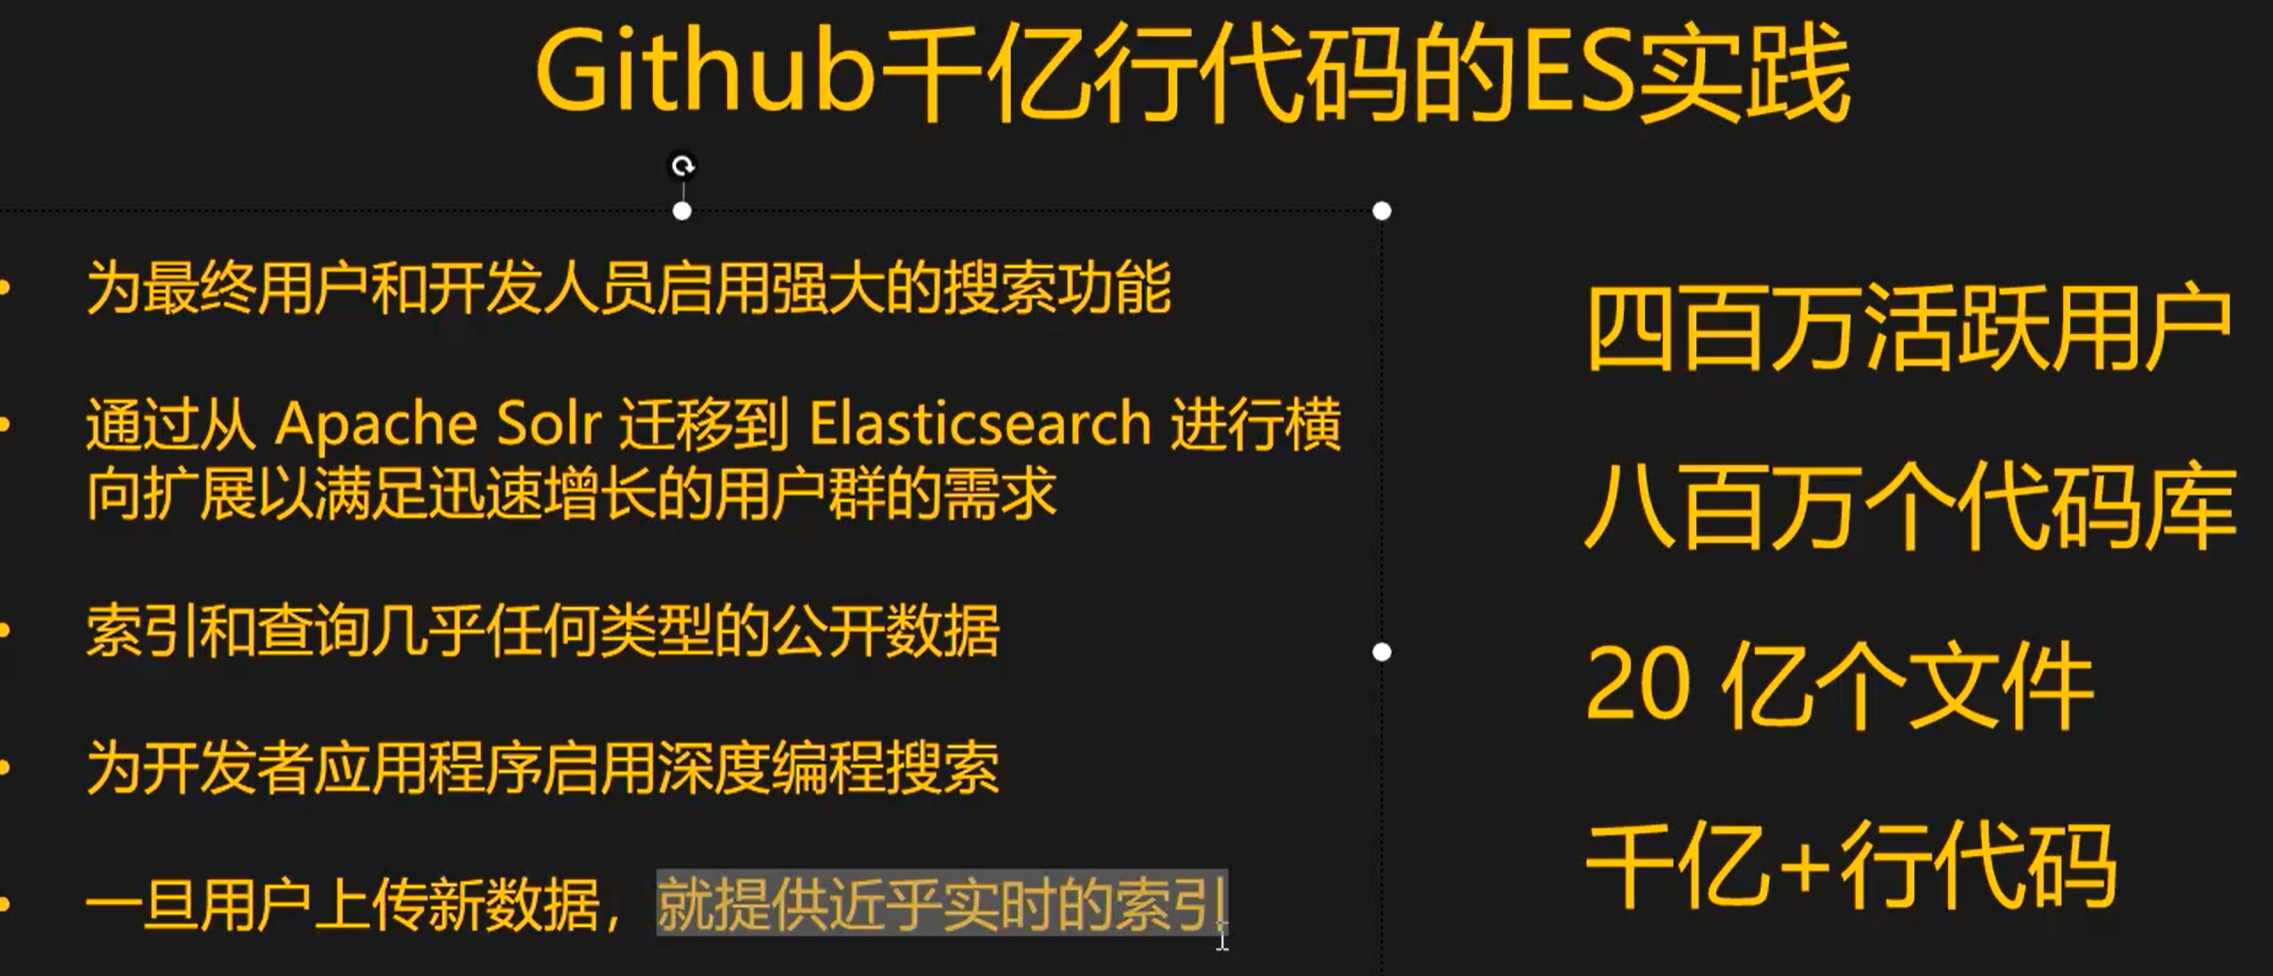 Github千亿行代码的ES实践
• 为最终用户和开发人员启用强大的搜索功能
• 通过从 Apache Solr 迁移到 Elasticsearch 进行横
向扩展以满足迅速增长的用户群的需求
• 索引和查询几乎任何类型的公开数据
• 为开发者应用程序启用深度编程搜索
• 一旦用户上传新数据，就提供近乎实时的索引
四百万活跃用户
八百万个代码库
20 亿个文件
千亿+行代码